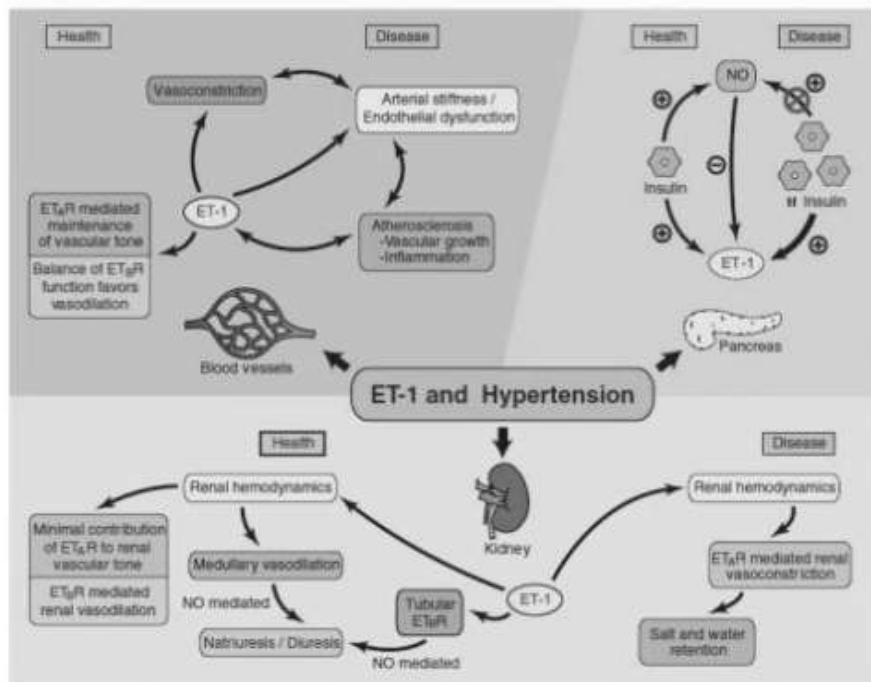 Health
Disease
Vasoconstriction
Arterial stiffness /
Endothelial dysfunction
ET-1
ETAR mediated
maintenance
of vascular tone
Balance of ETBR
function favors
vasodilation
Atherosclerosis
-Vascular growth
-Inflammation
Blood vessels
Health
Disease
NO
+
+
Insulin
−
Insulin
+
+
ET-1
Pancreas
ET-1 and Hypertension
Health
Disease
Kidney
Renal hemodynamics
Renal hemodynamics
Minimal contribution
of ETAR to renal
vascular tone
ETBR mediated
renal vasodilation
Medullary vasodilation
NO mediated
Natriuresis / Diuresis
Tubular
ETBR
NO mediated
ET-1
ETAR mediated renal
vasoconstriction
Salt and water
retention